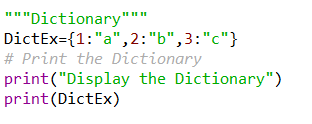 """Dictionary"""
DictEx={1:"a",2:"b",3:"c"}
# Print the Dictionary
print("Display the Dictionary")
print(DictEx)